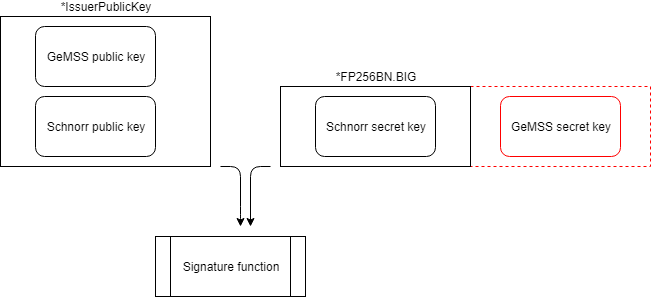 *IssuerPublicKey
GeMSS public key
Schnorr public key
*FP256BN.BIG
Schnorr secret key
GeMSS secret key
Signature function